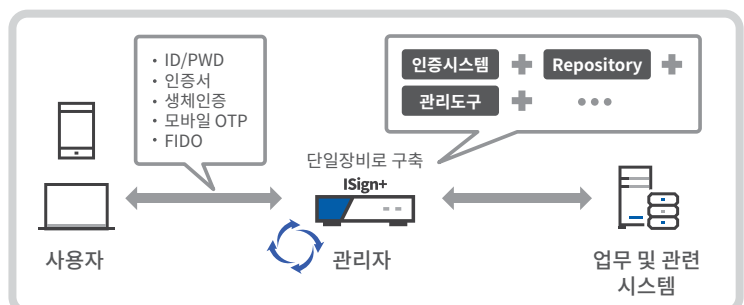 • ID/PWD
• 인증서
• 생체인증
• 모바일 OTP
• FIDO
인증시스템 + Repository +
관리도구 + •••
단일장비로 구축
ISign+
사용자
관리자
업무 및 관련
시스템